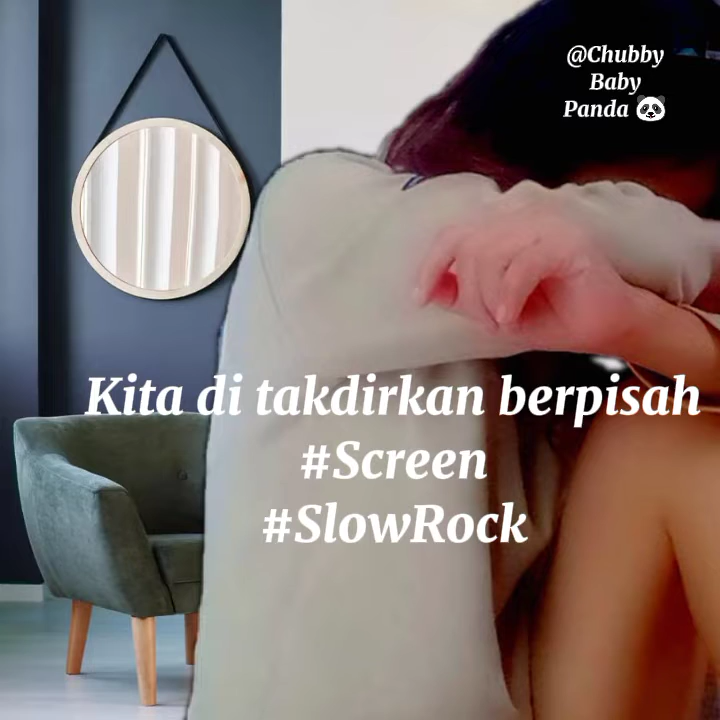 @Chubby
Baby
Panda 🐼
Kita di takdirkan berpisah
#Screen
#SlowRock